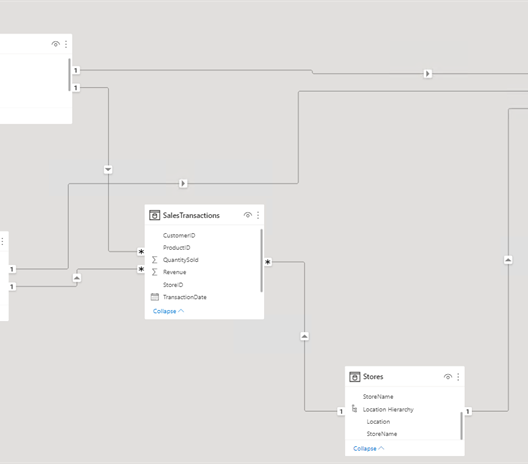 1
1
SalesTransactions
CustomerID
ProductID
* QuantitySold
1 * Revenue
1 StoreID
TransactionDate
Collapse
*
Stores
StoreName
1 Location Hierarchy 1
Location
StoreName
Collapse